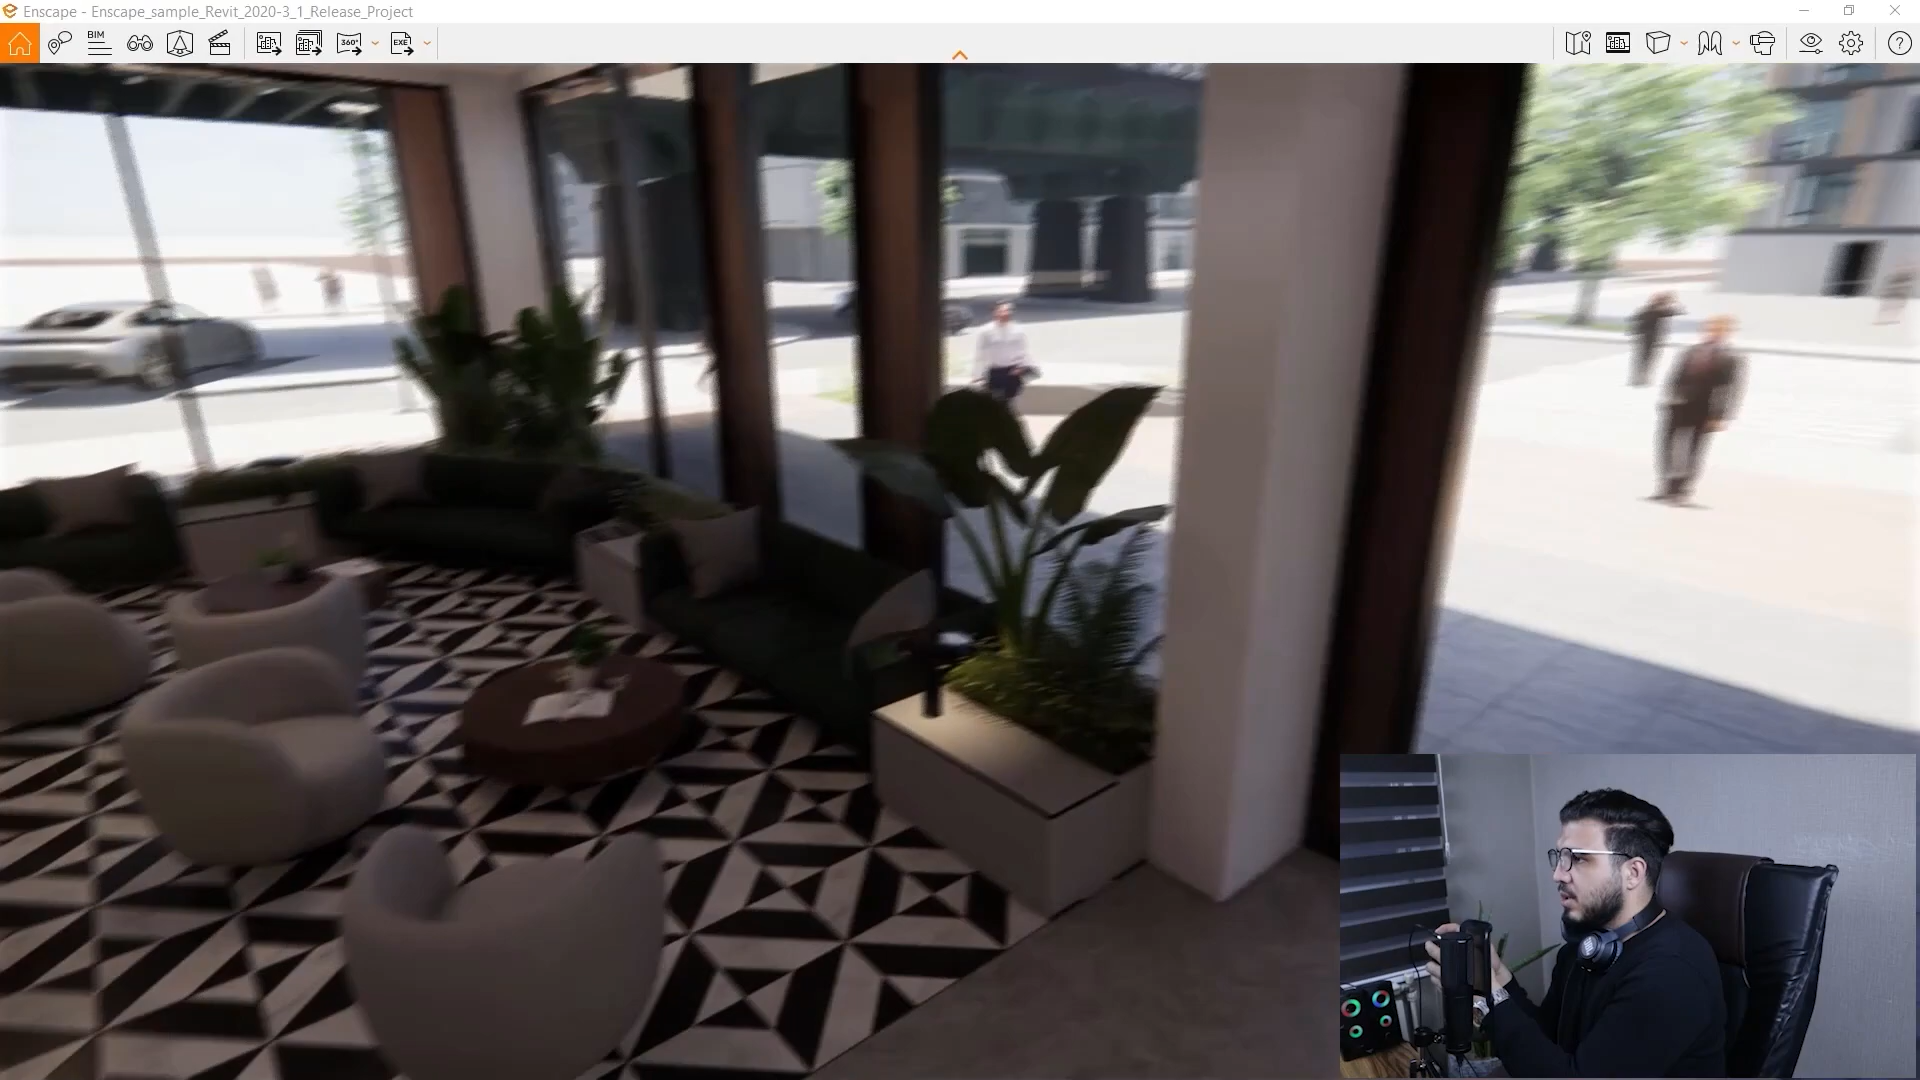 Enscape - Enscape_sample_Revit_2020-3_1_Release_Project
BIM
360°
EXE
?